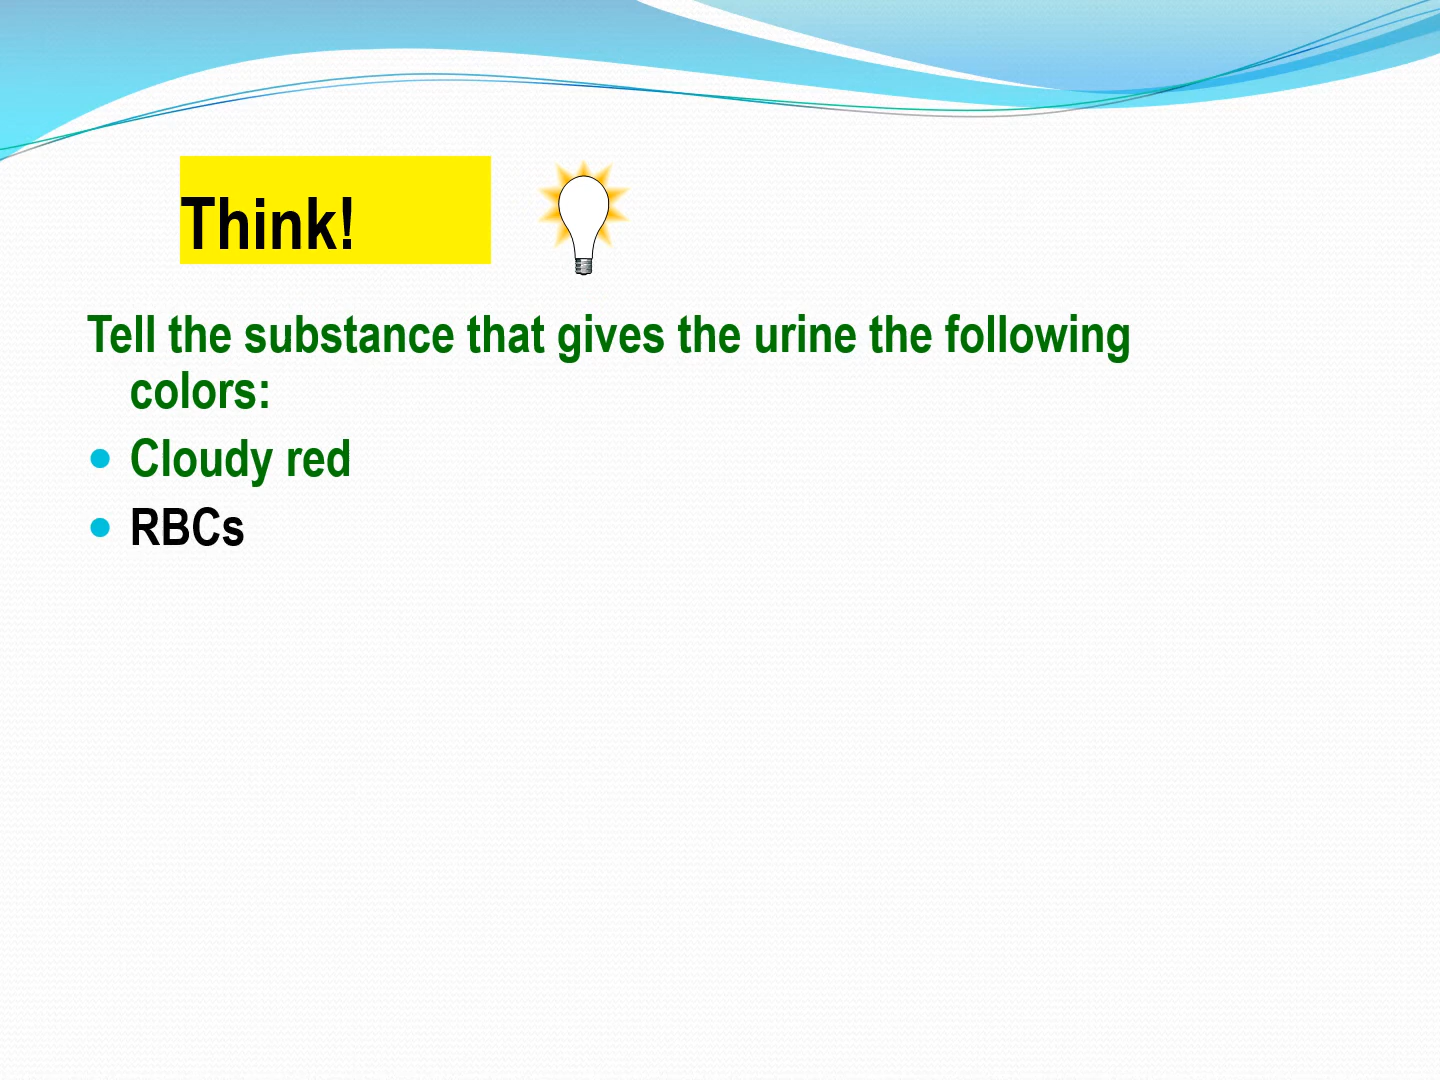 Think!
Tell the substance that gives the urine the following
colors:
Cloudy red
RBCs